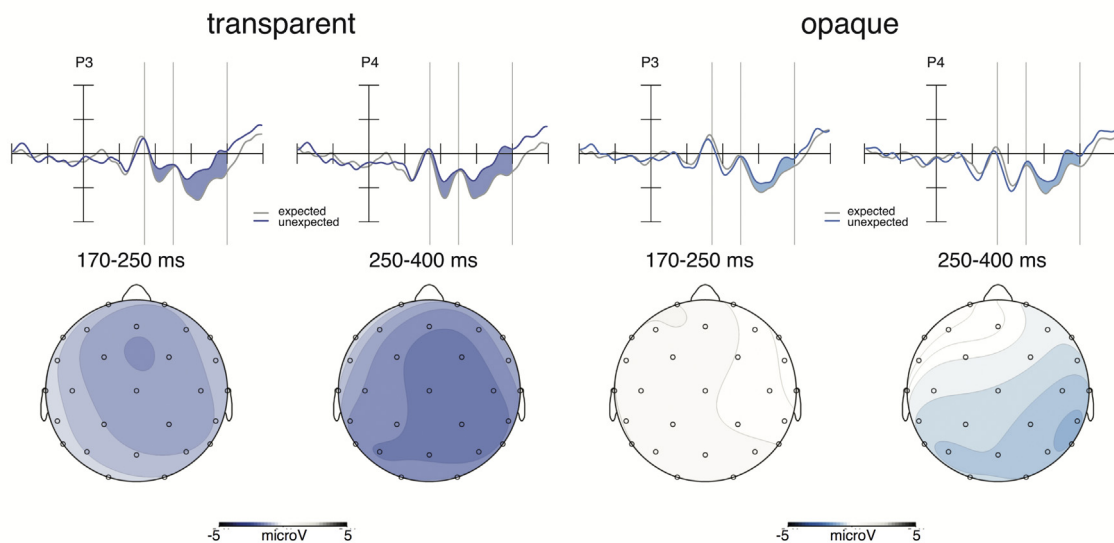 transparent
opaque
P3
P4
P3
P4
expected
unexpected
expected
unexpected
170-250 ms
250-400 ms
170-250 ms
250-400 ms
-5 microV 5
-5 microV 5